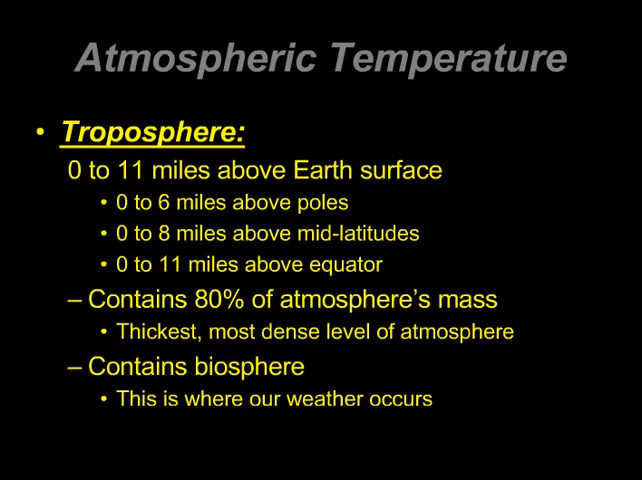 Atmospheric Temperature
• Troposphere:
0 to 11 miles above Earth surface
• 0 to 6 miles above poles
• 0 to 8 miles above mid-latitudes
• 0 to 11 miles above equator
– Contains 80% of atmosphere's mass
• Thickest, most dense level of atmosphere
– Contains biosphere
• This is where our weather occurs